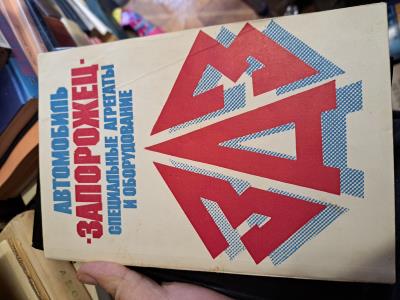 АВТОМОБИЛЬ
«ЗАПОРОЖЕЦ»
СПЕЦИАЛЬНЫЕ АГРЕГАТЫ
И ОБОРУДОВАНИЕ
ЗАЗ